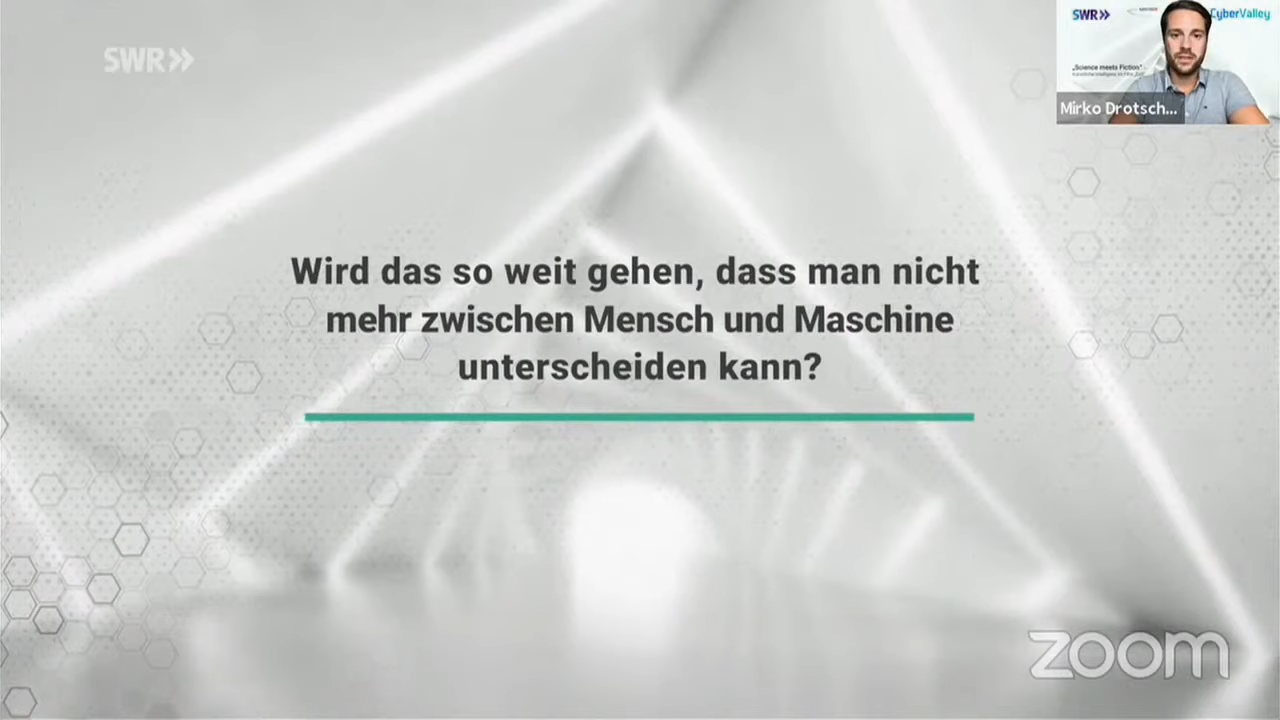 SWR»
SWR»
CyberValley
„Science meets Fiction“
Mirko Drotsch...
Wird das so weit gehen, dass man nicht
mehr zwischen Mensch und Maschine
unterscheiden kann?
zoom